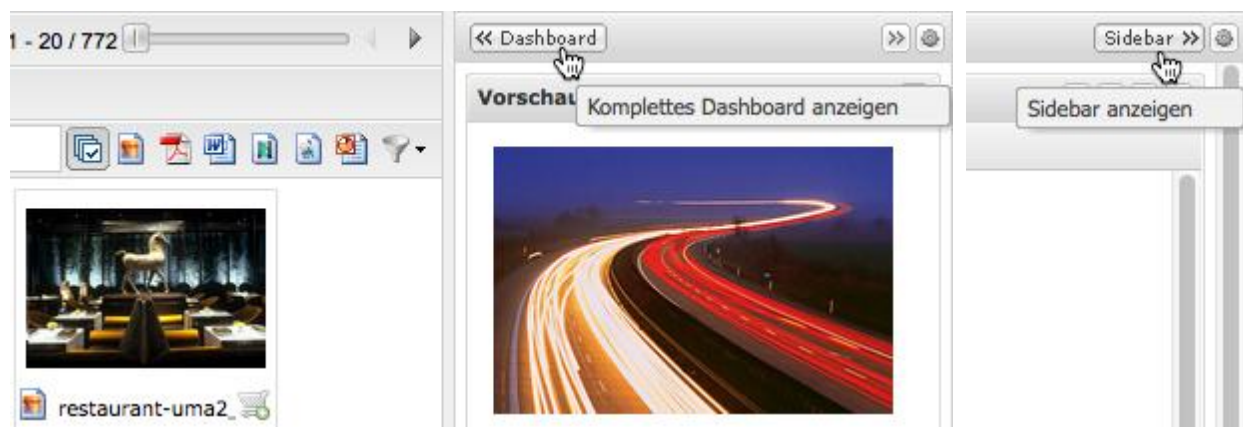 1 - 20 / 772
<< Dashboard
>>
Sidebar >>
Vorschau
Komplettes Dashboard anzeigen
Sidebar anzeigen
restaurant-uma2_